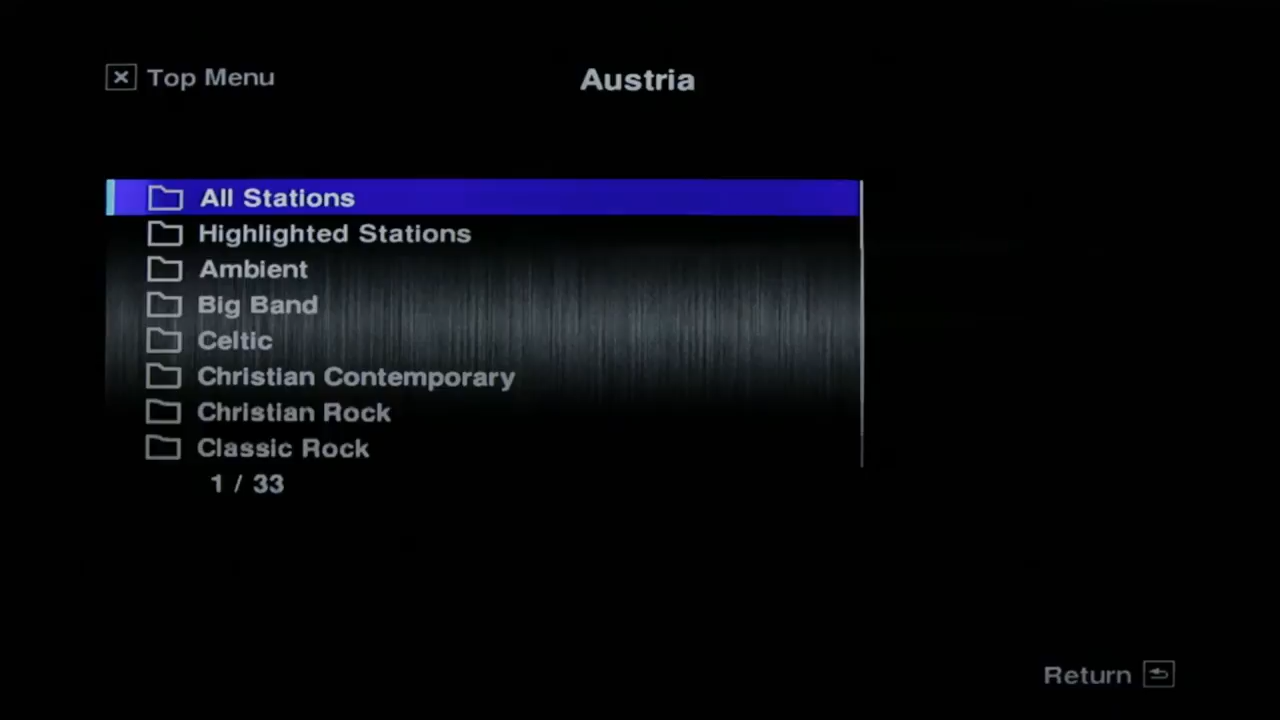 Top Menu
Austria
All Stations
Highlighted Stations
Ambient
Big Band
Celtic
Christian Contemporary
Christian Rock
Classic Rock
1 / 33
Return